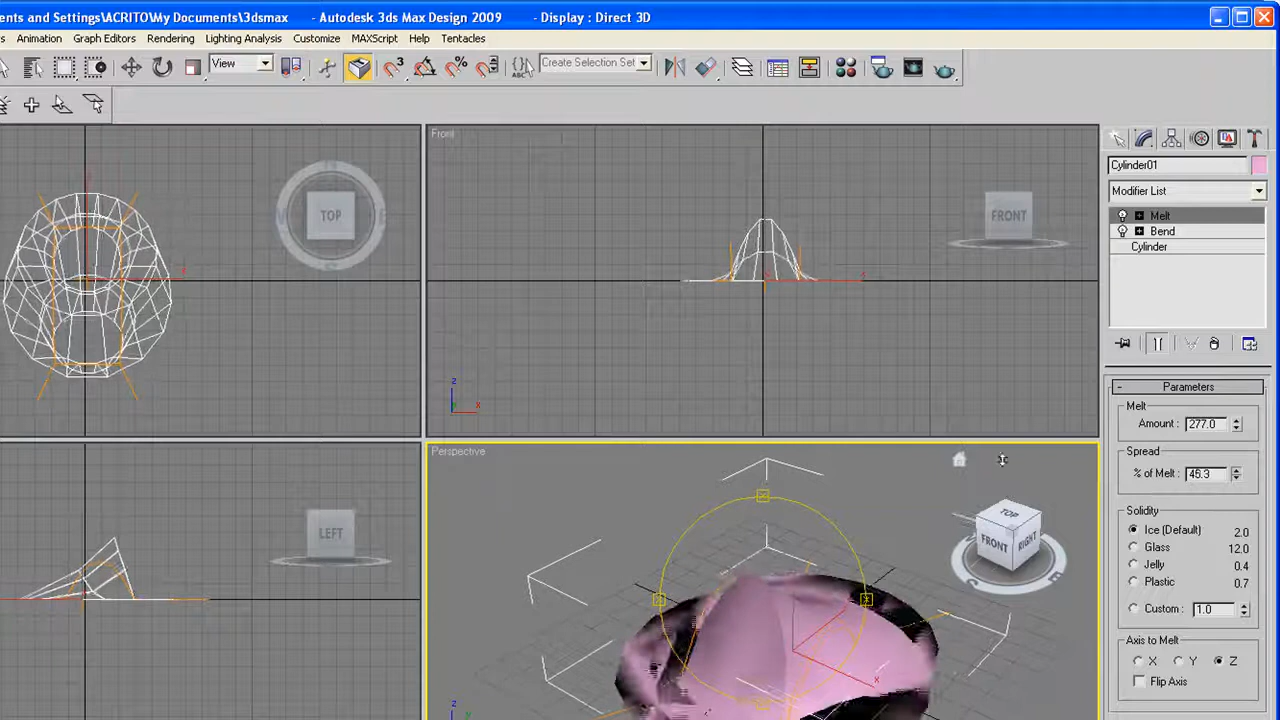 ents and Settings\ACRITO\My Documents\3dsmax - Autodesk 3ds Max Design 2009 - Display : Direct 3D
s Animation Graph Editors Rendering Lighting Analysis Customize MAXScript Help Tentacles
View
3
%
ABC
Create Selection Set
Front
Cylinder01
Modifier List
TOP
FRONT
Melt
Bend
Cylinder
z
x
Parameters
Melt
Amount : 277.0
Perspective
Spread
% of Melt : 45.3
LEFT
TOP
FRONT
RIGHT
Solidity
Ice (Default) 2.0
Glass 12.0
Jelly 0.4
Plastic 0.7
Custom : 1.0
Axis to Melt
X Y Z
Flip Axis
x
z